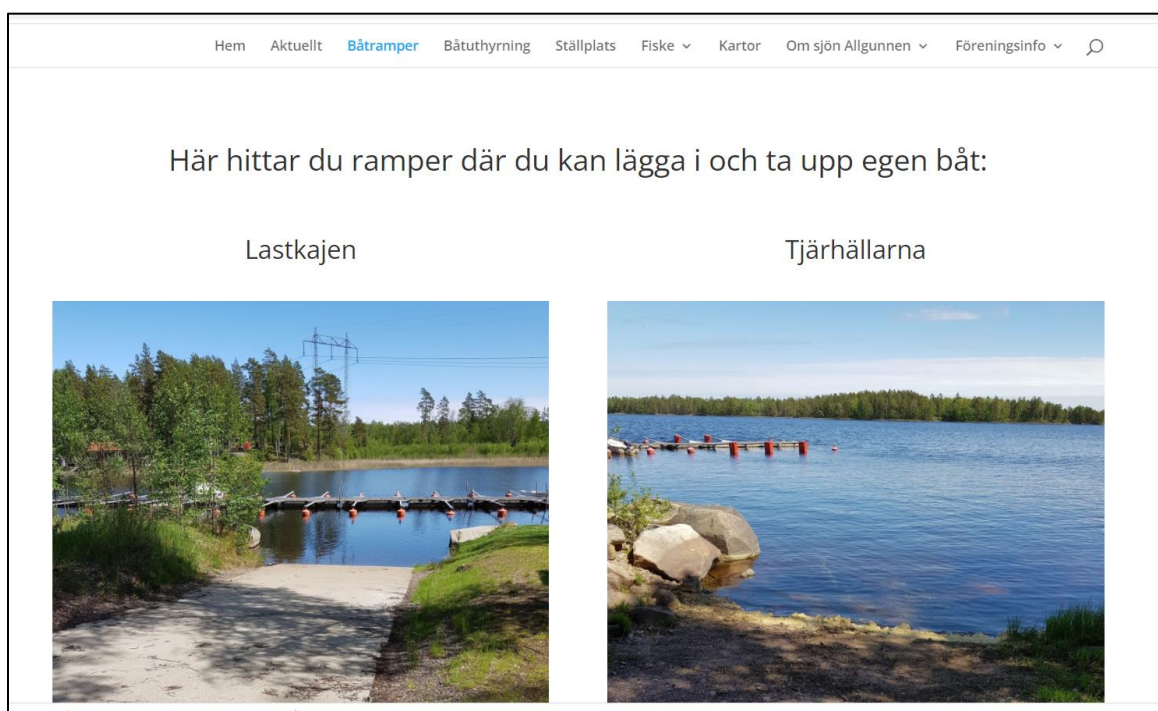 Hem Aktuellt Båtramper Båtuthyrning Ställplats Fiske Kartor Om sjön Allgunnen Föreningsinfo
Här hittar du ramper där du kan lägga i och ta upp egen båt:
Lastkajen
Tjärhällarna